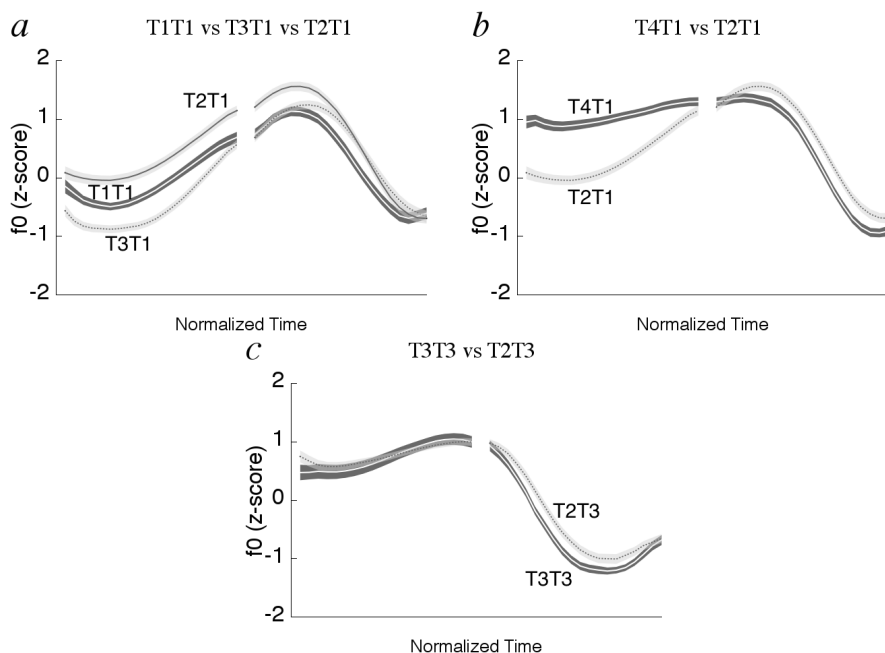 a
T1T1 vs T3T1 vs T2T1
2
1
0
-1
-2
f0 (z-score)
T2T1
T1T1
T3T1
Normalized Time
b
T4T1 vs T2T1
2
1
0
-1
-2
f0 (z-score)
T4T1
T2T1
Normalized Time
c
T3T3 vs T2T3
2
1
0
-1
-2
f0 (z-score)
T2T3
T3T3
Normalized Time